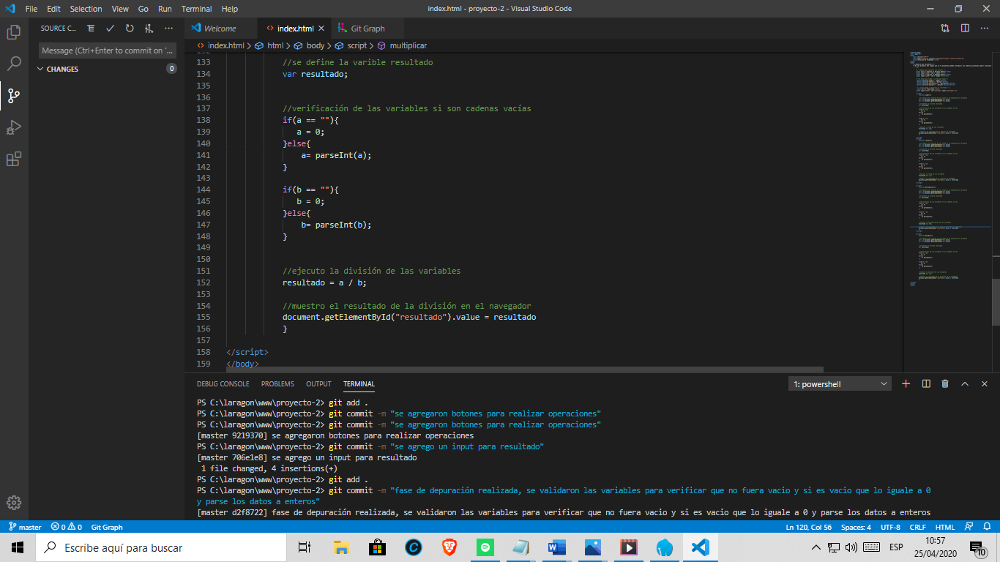 File Edit Selection View Go Run Terminal Help
index.html - proyecto-2 - Visual Studio Code
SOURCE C...
Message (Ctrl+Enter to commit on '...
CHANGES 0
Welcome
index.html
Git Graph
index.html > html > body > script > multiplicar
133 //se define la varible resultado
134 var resultado;
135
136
137 //verificación de las variables si son cadenas vacías
138 if(a == ""){
139 a = 0;
140 }else{
141 a= parseInt(a);
142 }
143
144 if(b == ""){
145 b = 0;
146 }else{
147 b= parseInt(b);
148 }
149
150
151 //ejecuto la división de las variables
152 resultado = a / b;
153
154 //muestro el resultado de la división en el navegador
155 document.getElementById("resultado").value = resultado
156 }
157
158 </script>
159 </body>
DEBUG CONSOLE PROBLEMS OUTPUT TERMINAL
1: powershell
PS C:\laragon\www\proyecto-2> git add .
PS C:\laragon\www\proyecto-2> git commit -m "se agregaron botones para realizar operaciones"
PS C:\laragon\www\proyecto-2> git commit -m "se agregaron botones para realizar operaciones"
[master 9219370] se agregaron botones para realizar operaciones
PS C:\laragon\www\proyecto-2> git commit -m "se agrego un input para resultado"
[master 706e1e8] se agrego un input para resultado
1 file changed, 4 insertions(+)
PS C:\laragon\www\proyecto-2> git add .
PS C:\laragon\www\proyecto-2> git commit -m "fase de depuración realizada, se validaron las variables para verificar que no fuera vacio y si es vacio que lo iguale a 0
y parse los datos a enteros"
[master d2f8722] fase de depuración realizada, se validaron las variables para verificar que no fuera vacio y si es vacio que lo iguale a 0 y parse los datos a enteros
master 0 0 Git Graph
Ln 120, Col 56 Spaces: 4 UTF-8 CRLF HTML
Escribe aquí para buscar
ESP
10:57
25/04/2020
10